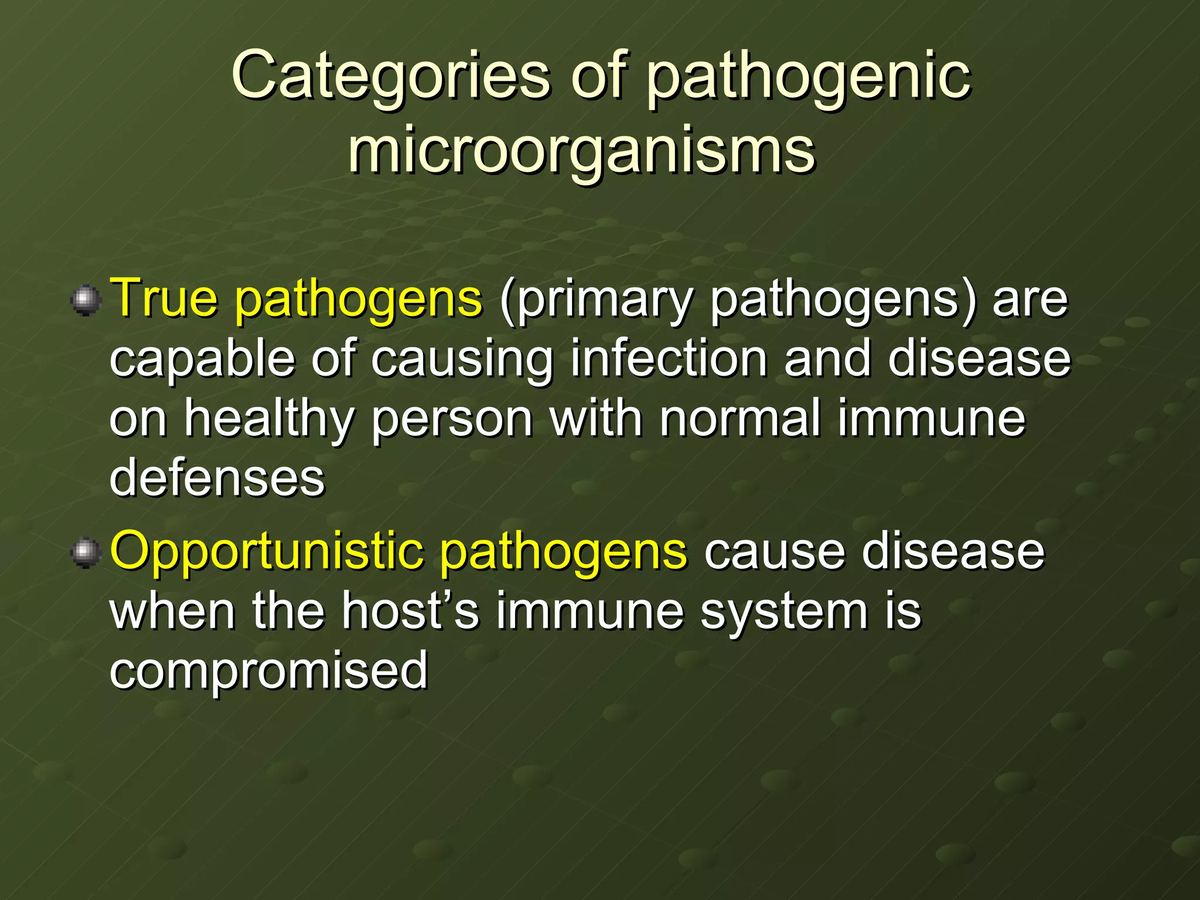 Categories of pathogenic
microorganisms
True pathogens (primary pathogens) are
capable of causing infection and disease
on healthy person with normal immune
defenses
Opportunistic pathogens cause disease
when the host’s immune system is
compromised